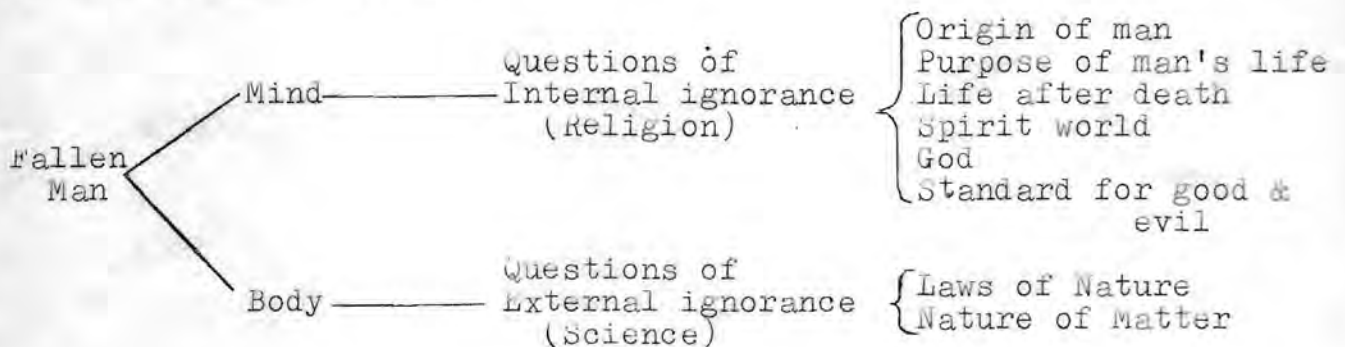 Fallen
Man
Mind
Questions of
Internal ignorance
(Religion)
Origin of man
Purpose of man's life
Life after death
Spirit world
God
Standard for good &
evil
Body
Questions of
External ignorance
(Science)
Laws of Nature
Nature of Matter